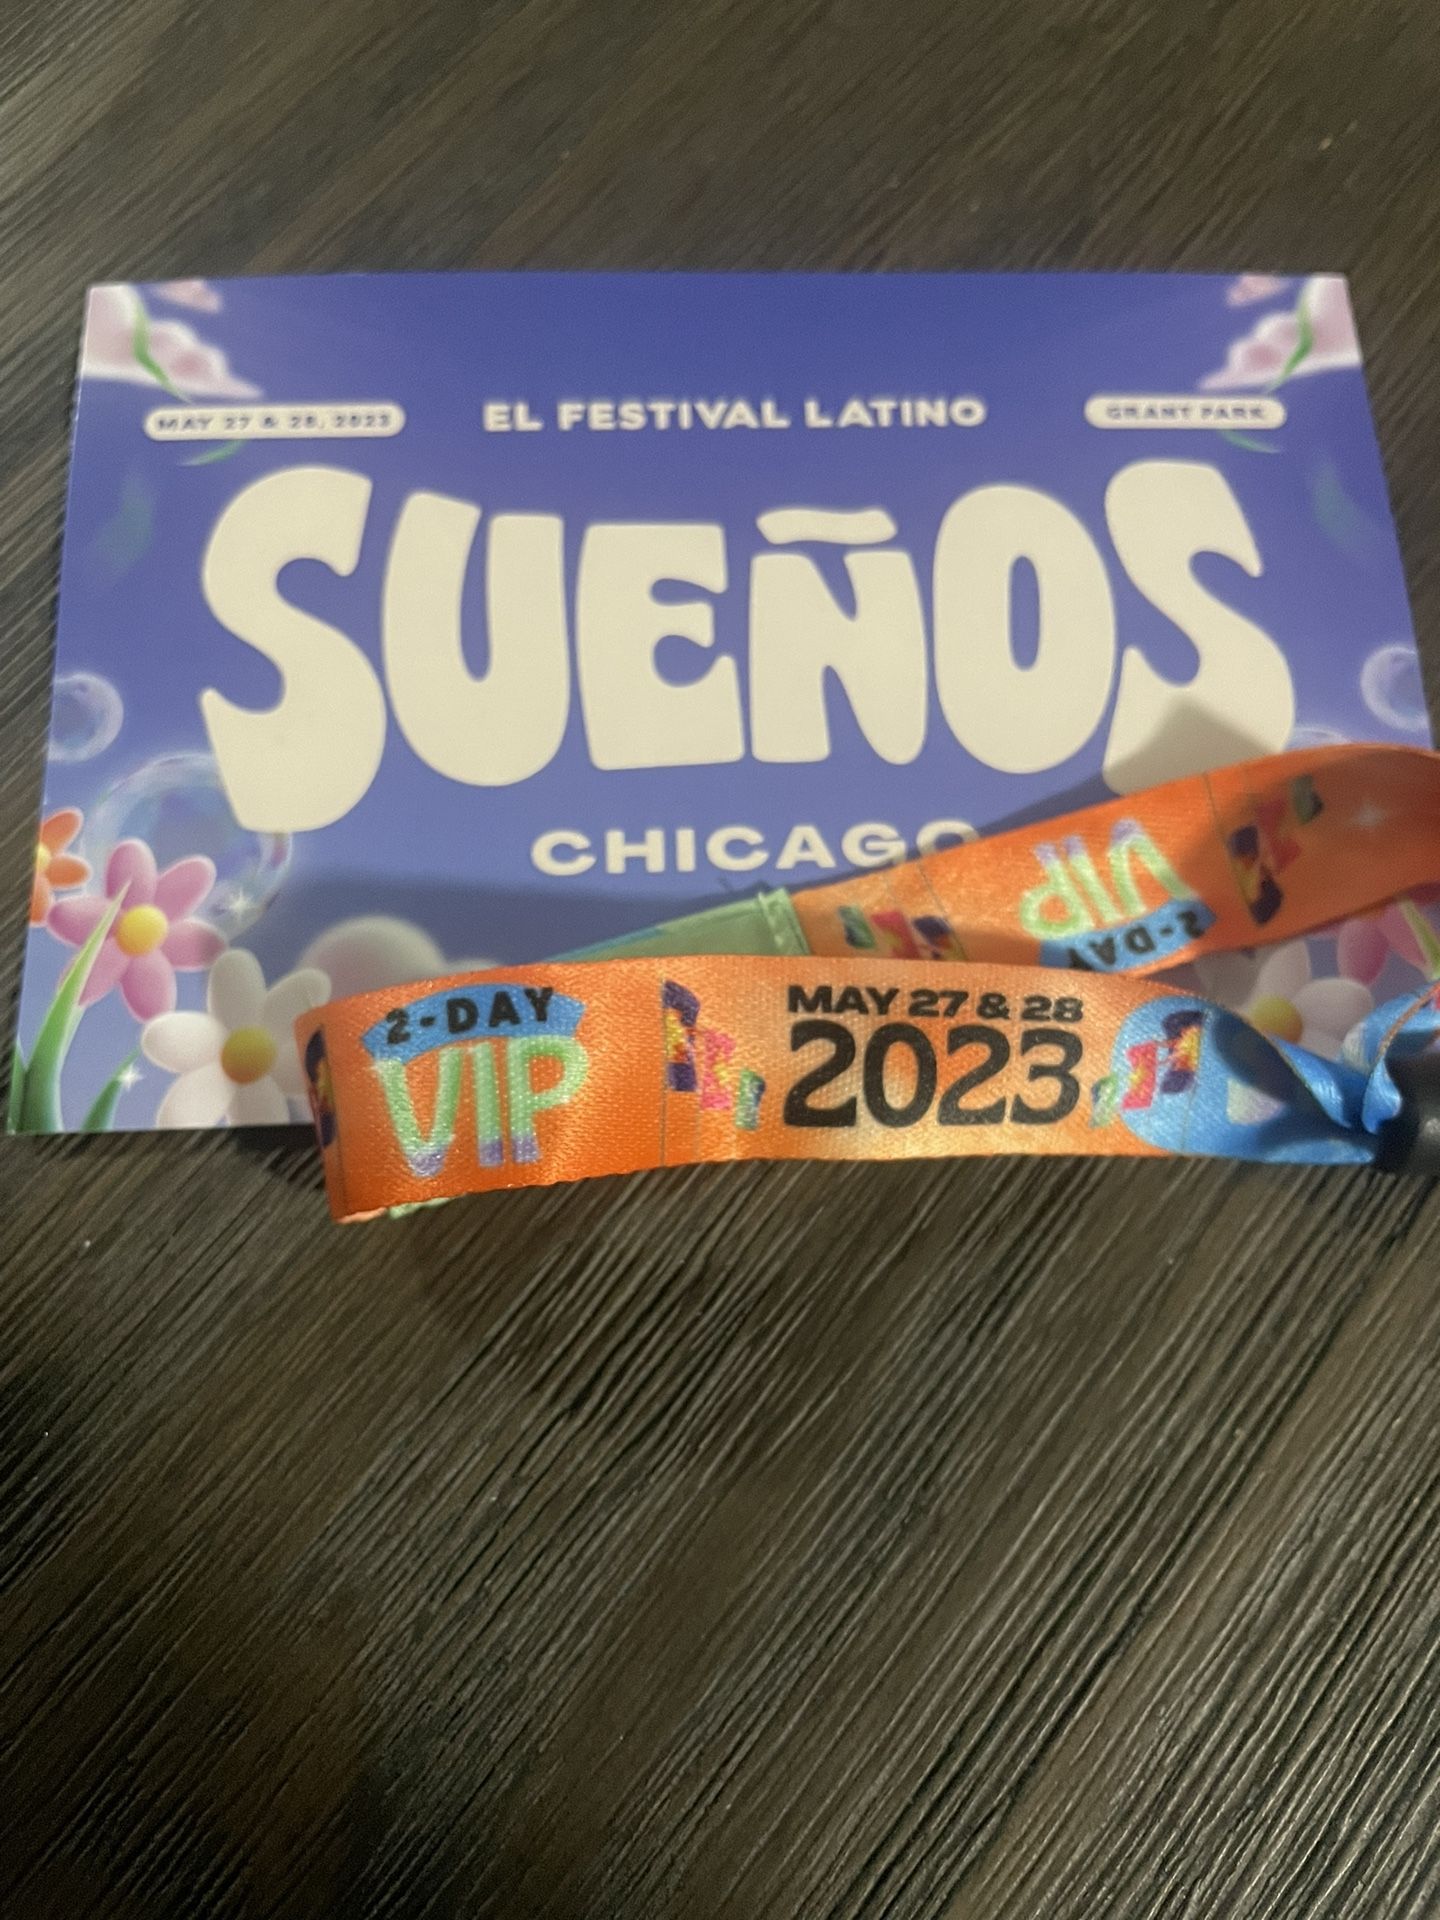 MAY 27 & 28, 2023
EL FESTIVAL LATINO
GRANT PARK
SUEÑOS
CHICAGO
VIP
2-DAY
2-DAY
VIP
MAY 27 & 28
2023